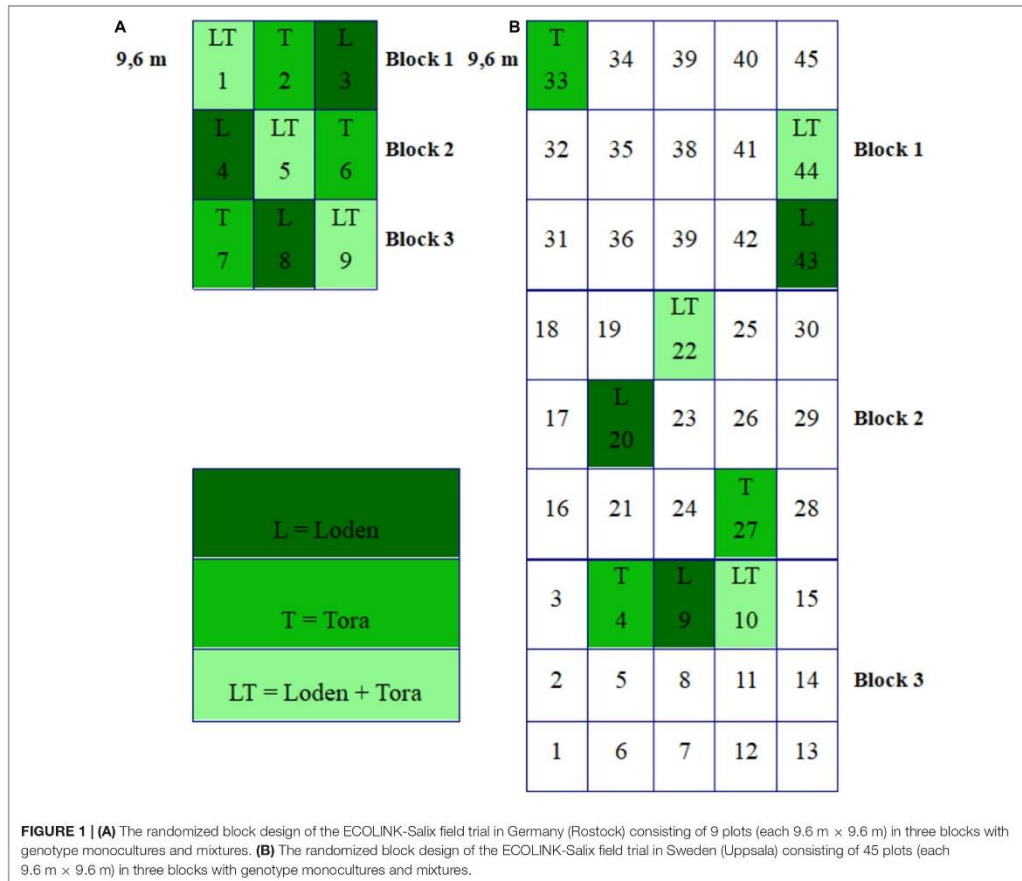 A
9,6 m
LT T L
1 2 3
Block 1
L LT T
4 5 6
Block 2
T L LT
7 8 9
Block 3
L = Loden
T = Tora
LT = Loden + Tora
B
9,6 m
T
33 34 39 40 45
LT
32 35 38 41 44
Block 1
L
31 36 39 42 43
LT
18 19 22 25 30
L
17 20 23 26 29
Block 2
T
16 21 24 27 28
T L LT
3 4 9 10 15
2 5 8 11 14
Block 3
1 6 7 12 13
FIGURE 1 | (A) The randomized block design of the ECOLINK-Salix field trial in Germany (Rostock) consisting of 9 plots (each 9.6 m × 9.6 m) in three blocks with
genotype monocultures and mixtures. (B) The randomized block design of the ECOLINK-Salix field trial in Sweden (Uppsala) consisting of 45 plots (each
9.6 m × 9.6 m) in three blocks with genotype monocultures and mixtures.